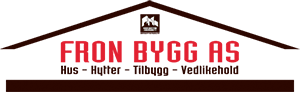 FRON BYGG AS
Hus - Hytter - Tilbygg - Vedlikehold